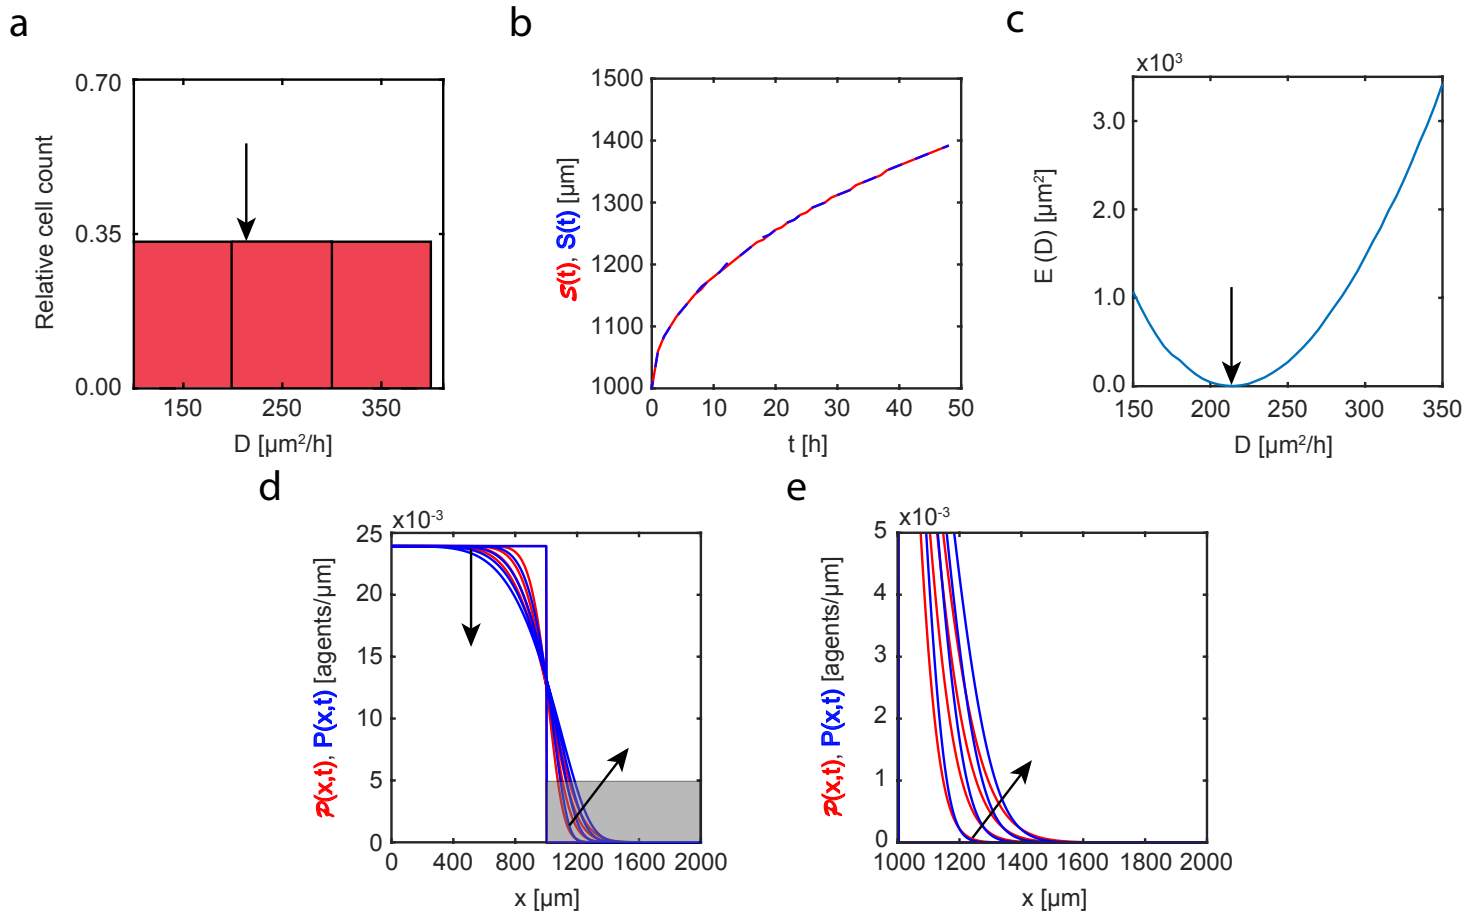 a
0.70
0.35
0.00
Relative cell count
150 250 350
D [µm²/h]
b
1500
1400
1300
1200
1100
1000
𝓢(t), S(t) [µm]
0 10 20 30 40 50
t [h]
c
x10³
3.0
2.0
1.0
0.0
E (D) [µm²]
150 200 250 300 350
D [µm²/h]
d
x10⁻³
25
20
15
10
5
0
𝓟(x,t), P(x,t) [agents/µm]
0 400 800 1200 1600 2000
x [µm]
e
x10⁻³
5
4
3
2
1
0
𝓟(x,t), P(x,t) [agents/µm]
1000 1200 1400 1600 1800 2000
x [µm]